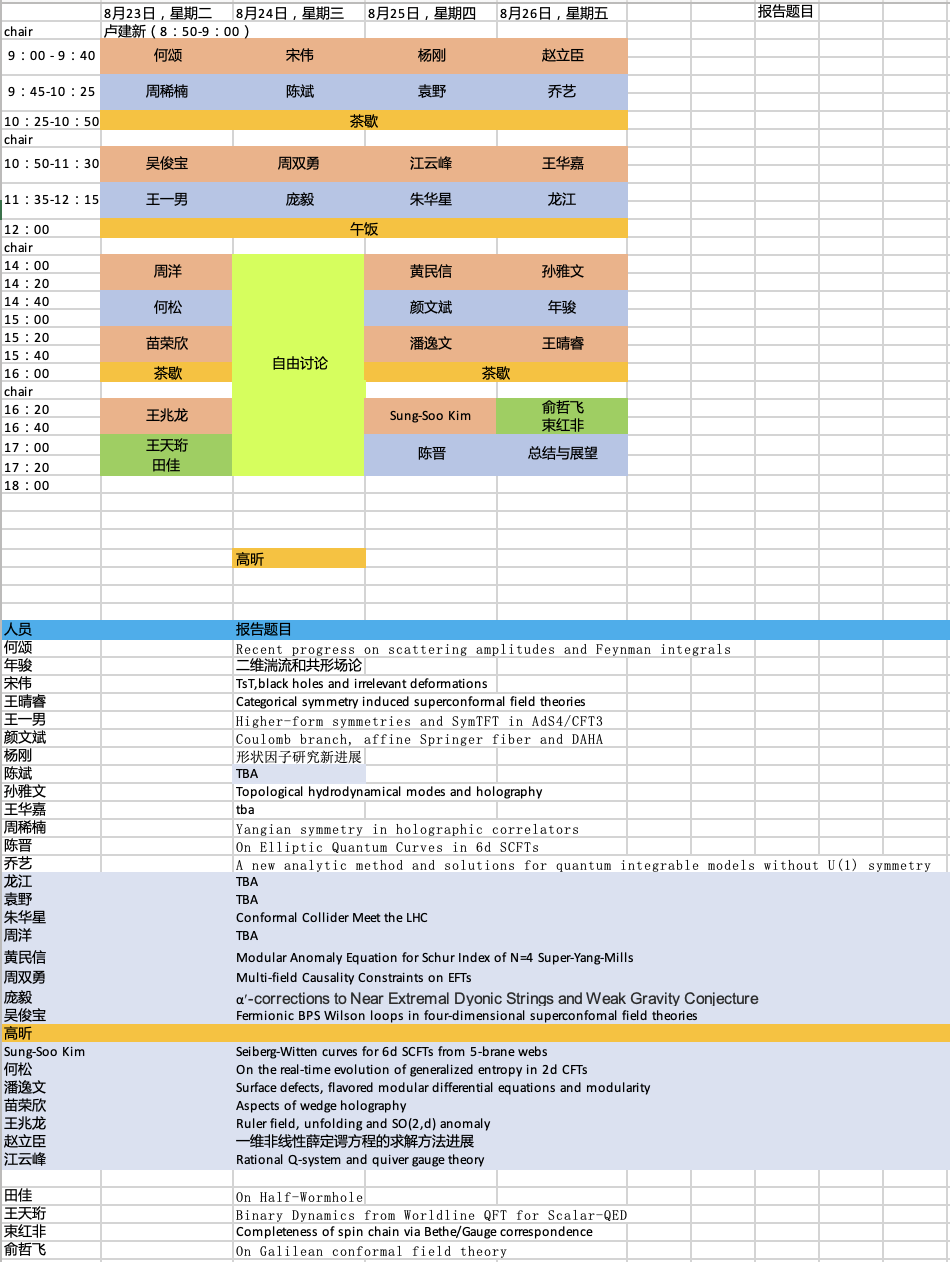 8月23日，星期二 8月24日，星期三 8月25日，星期四 8月26日，星期五 报告题目
chair 卢建新（8：50-9：00）
9：00 - 9：40 何颂 宋伟 杨刚 赵立臣
9：45-10：25 周稀楠 陈斌 袁野 乔艺
10：25-10：50 茶歇
chair
10：50-11：30 吴俊宝 周双勇 江云峰 王华嘉
11：35-12：15 王一男 庞毅 朱华星 龙江
12：00 午饭
chair
14：00
14：20
周洋 黄民信 孙雅文
14：40
15：00
何松 颜文斌 年骏
15：20
15：40
苗荣欣 潘逸文 王晴睿
自由讨论
16：00 茶歇 茶歇
chair
16：20
16：40
王兆龙 Sung-Soo Kim 俞哲飞
束红非
17：00
17：20
王天珩
田佳
陈晋 总结与展望
18：00
高昕
人员 报告题目
何颂 Recent progress on scattering amplitudes and Feynman integrals
年骏 二维湍流和共形场论
宋伟 TsT,black holes and irrelevant deformations
王晴睿 Categorical symmetry induced superconformal field theories
王一男 Higher-form symmetries and SymTFT in AdS4/CFT3
颜文斌 Coulomb branch, affine Springer fiber and DAHA
杨刚 形状因子研究新进展
陈斌 TBA
孙雅文 Topological hydrodynamical modes and holography
王华嘉 tba
周稀楠 Yangian symmetry in holographic correlators
陈晋 On Elliptic Quantum Curves in 6d SCFTs
乔艺 A new analytic method and solutions for quantum integrable models without U(1) symmetry
龙江 TBA
袁野 TBA
朱华星 Conformal Collider Meet the LHC
周洋 TBA
黄民信 Modular Anomaly Equation for Schur Index of N=4 Super-Yang-Mills
周双勇 Multi-field Causality Constraints on EFTs
庞毅 α′-corrections to Near Extremal Dyonic Strings and Weak Gravity Conjecture
吴俊宝 Fermionic BPS Wilson loops in four-dimensional superconfomal field theories
高昕
Sung-Soo Kim Seiberg-Witten curves for 6d SCFTs from 5-brane webs
何松 On the real-time evolution of generalized entropy in 2d CFTs
潘逸文 Surface defects, flavored modular differential equations and modularity
苗荣欣 Aspects of wedge holography
王兆龙 Ruler field, unfolding and SO(2,d) anomaly
赵立臣 一维非线性薛定谔方程的求解方法进展
江云峰 Rational Q-system and quiver gauge theory
田佳 On Half-Wormhole
王天珩 Binary Dynamics from Worldline QFT for Scalar-QED
束红非 Completeness of spin chain via Bethe/Gauge correspondence
俞哲飞 On Galilean conformal field theory